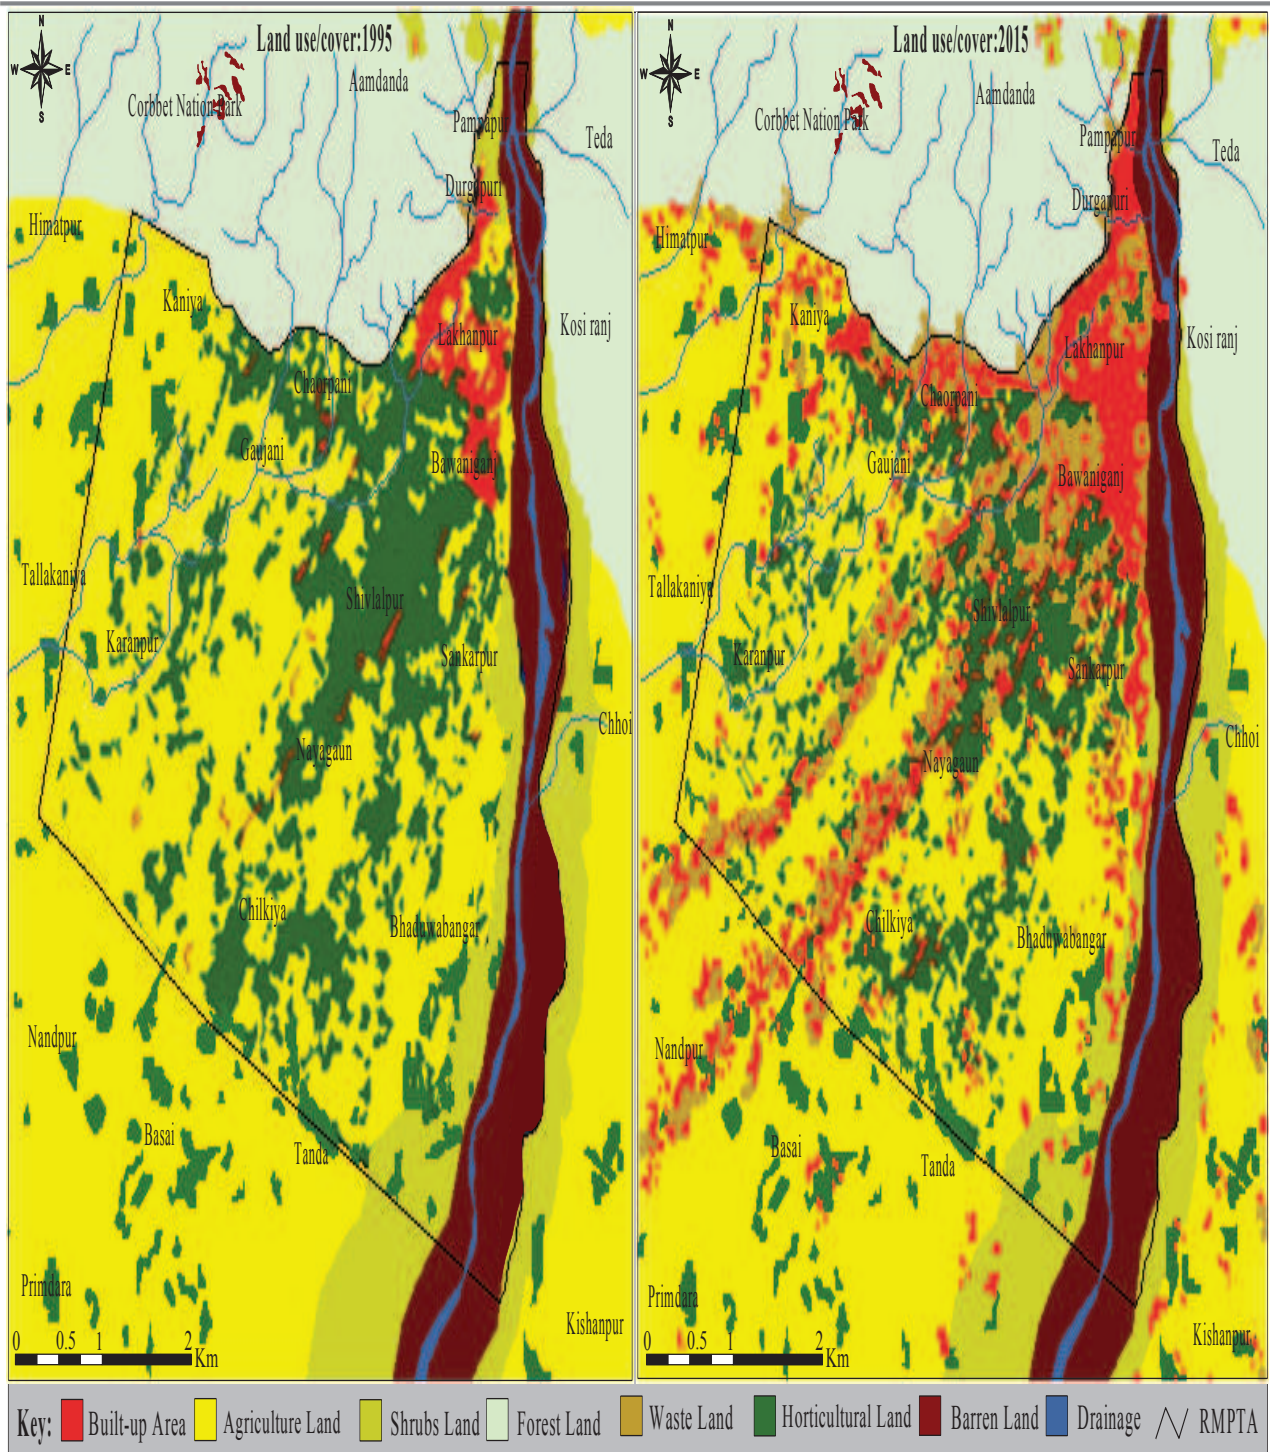 Land use/cover:1995
N
W E
S
Aamdanda
Corbbet Nation Park
Pampapur
Teda
Durgapuri
Himatpur
Kaniya
Kosi ranj
Lakhanpur
Chaorpani
Gaujani
Bawaniganj
Tallakaniya
Shivlalpur
Karanpur
Sankarpur
Chhoi
Nayagaun
Chilkiya
Bhaduwabangar
Nandpur
Basai
Tanda
Primdara
Kishanpur
0 0.5 1 2
Km
Land use/cover:2015
N
W E
S
Aamdanda
Corbbet Nation Park
Pampapur
Teda
Durgapuri
Himatpur
Kaniya
Kosi ranj
Lakhanpur
Chaorpani
Gaujani
Bawaniganj
Tallakaniya
Shivlalpur
Karanpur
Sankarpur
Chhoi
Nayagaun
Chilkiya
Bhaduwabangar
Nandpur
Basai
Tanda
Primdara
Kishanpur
0 0.5 1 2
Km
Key: Built-up Area Agriculture Land Shrubs Land Forest Land Waste Land Horticultural Land Barren Land Drainage RMPTA